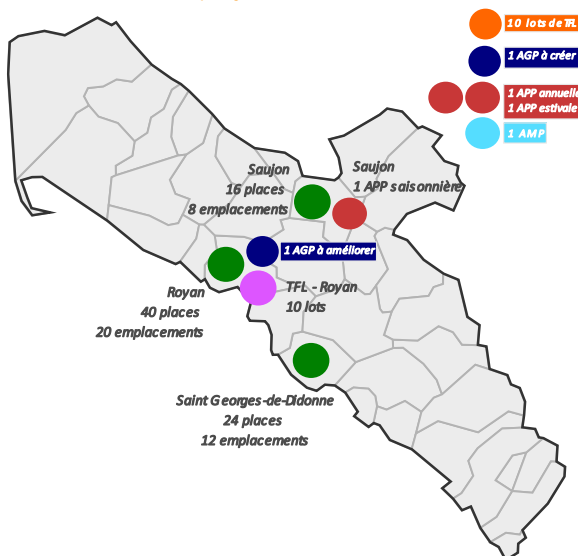 10 lots de TFL
1 AGP à créer
1 APP annuelle
1 APP estivale
1 AMP
Saujon
16 places
8 emplacements
Saujon
1 APP saisonnière
1 AGP à améliorer
Royan
40 places
20 emplacements
TFL - Royan
10 lots
Saint Georges-de-Didonne
24 places
12 emplacements